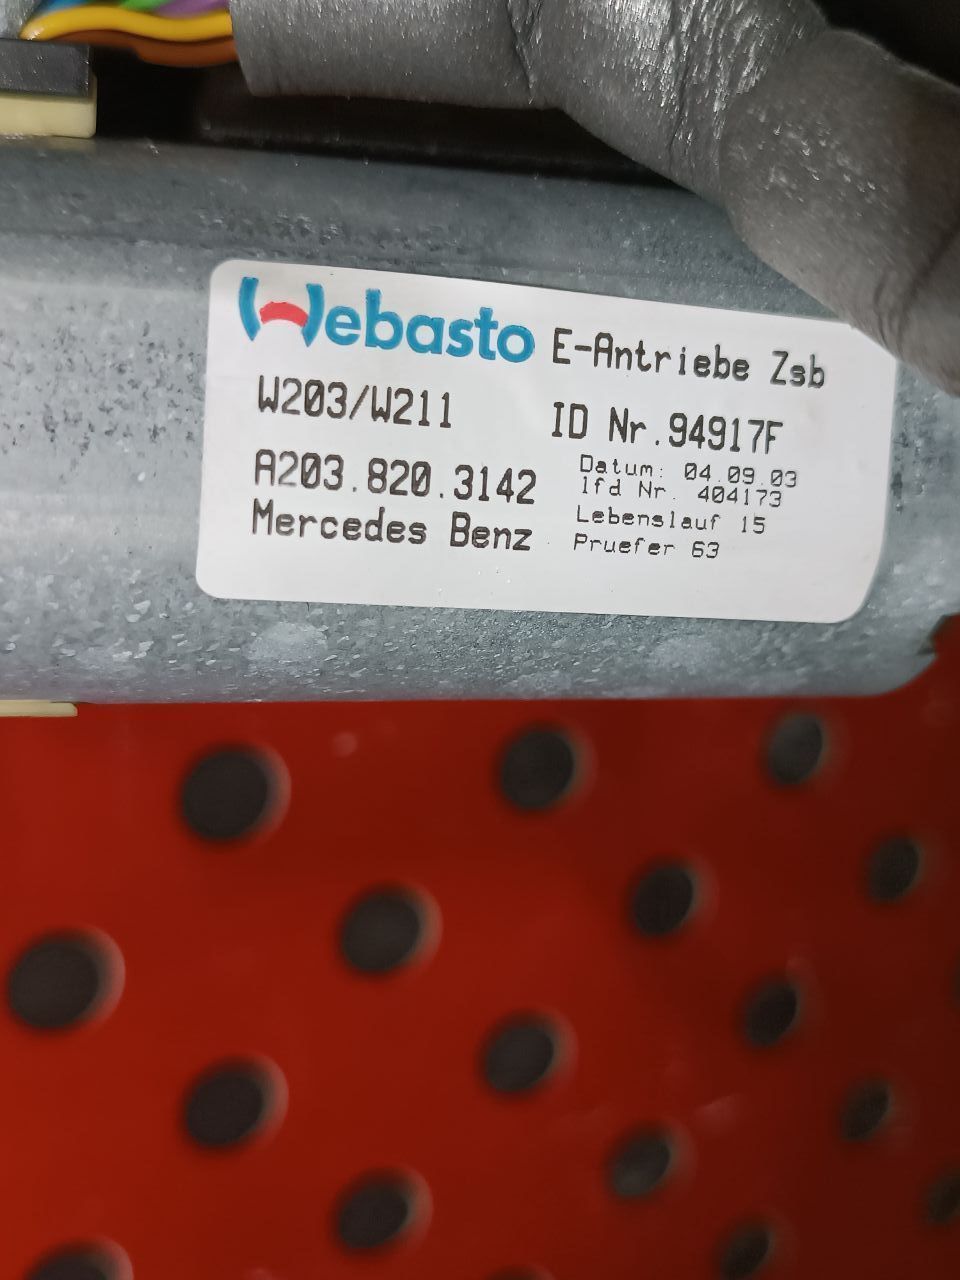 Webasto E-Antriebe Zsb
W203/W211 ID Nr.94917F
A203.820.3142 Datum: 04.09.03
lfd Nr. 404173
Mercedes Benz Lebenslauf 15
Pruefer 63